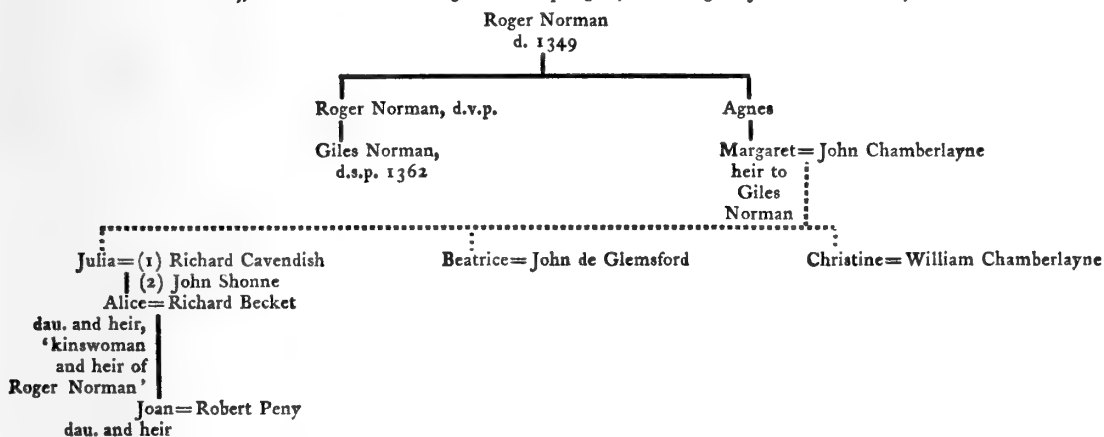 Roger Norman
d. 1349
Roger Norman, d.v.p.
Agnes
Giles Norman,
d.s.p. 1362
Margaret=John Chamberlayne
heir to
Giles
Norman
Julia=(1) Richard Cavendish
(2) John Shonne
Beatrice=John de Glemsford
Christine=William Chamberlayne
Alice=Richard Becket
dau. and heir,
‘kinswoman
and heir of
Roger Norman’
Joan=Robert Peny
dau. and heir